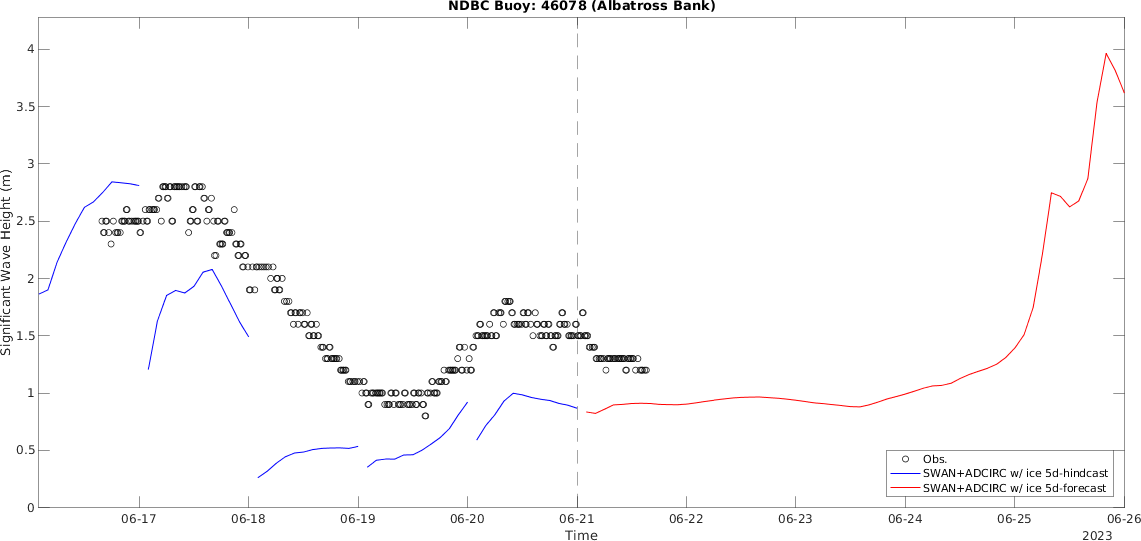 NDBC Buoy: 46078 (Albatross Bank)
Significant Wave Height (m)
4
3.5
3
2.5
2
1.5
1
0.5
0
Obs.
SWAN+ADCIRC w/ ice 5d-hindcast
SWAN+ADCIRC w/ ice 5d-forecast
06-17 06-18 06-19 06-20 06-21 06-22 06-23 06-24 06-25 06-26
Time
2023